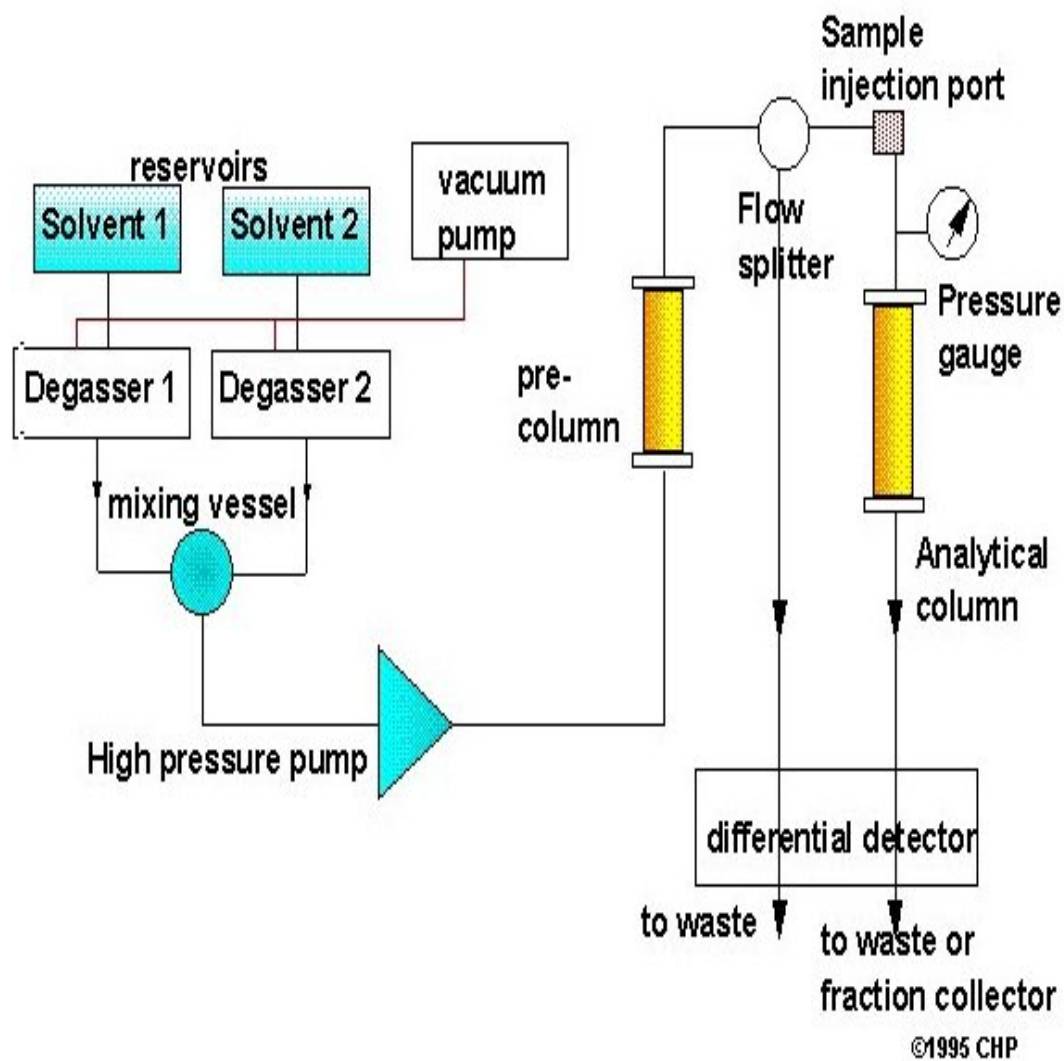 Sample
injection port
reservoirs
Solvent 1
Solvent 2
vacuum
pump
Flow
splitter
Pressure
gauge
Degasser 1
Degasser 2
pre-
column
mixing vessel
Analytical
column
High pressure pump
differential detector
to waste
to waste or
fraction collector
©1995 CHP